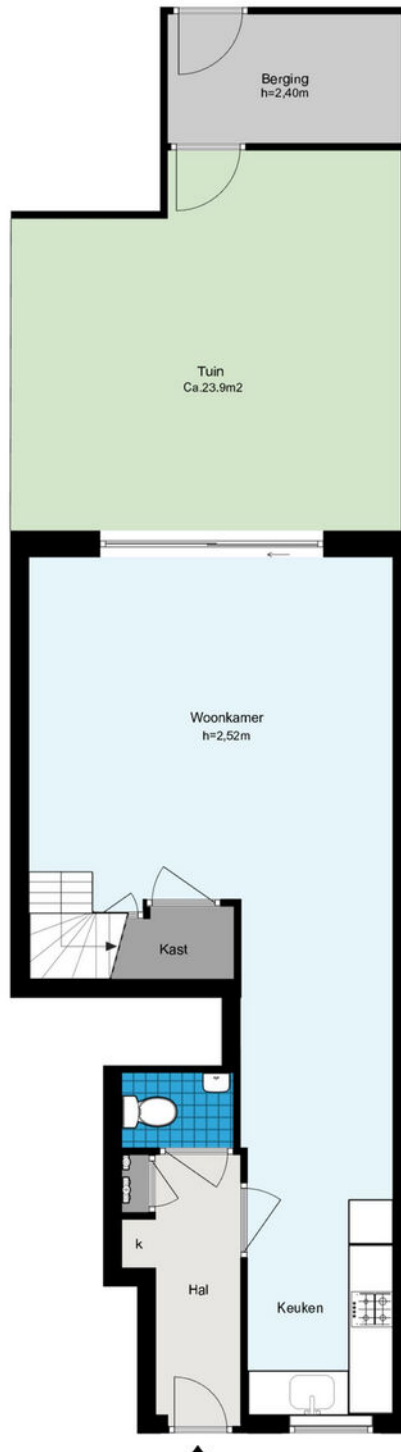 Berging
h=2,40m
Tuin
Ca.23.9m2
Woonkamer
h=2,52m
Kast
k
Hal
Keuken